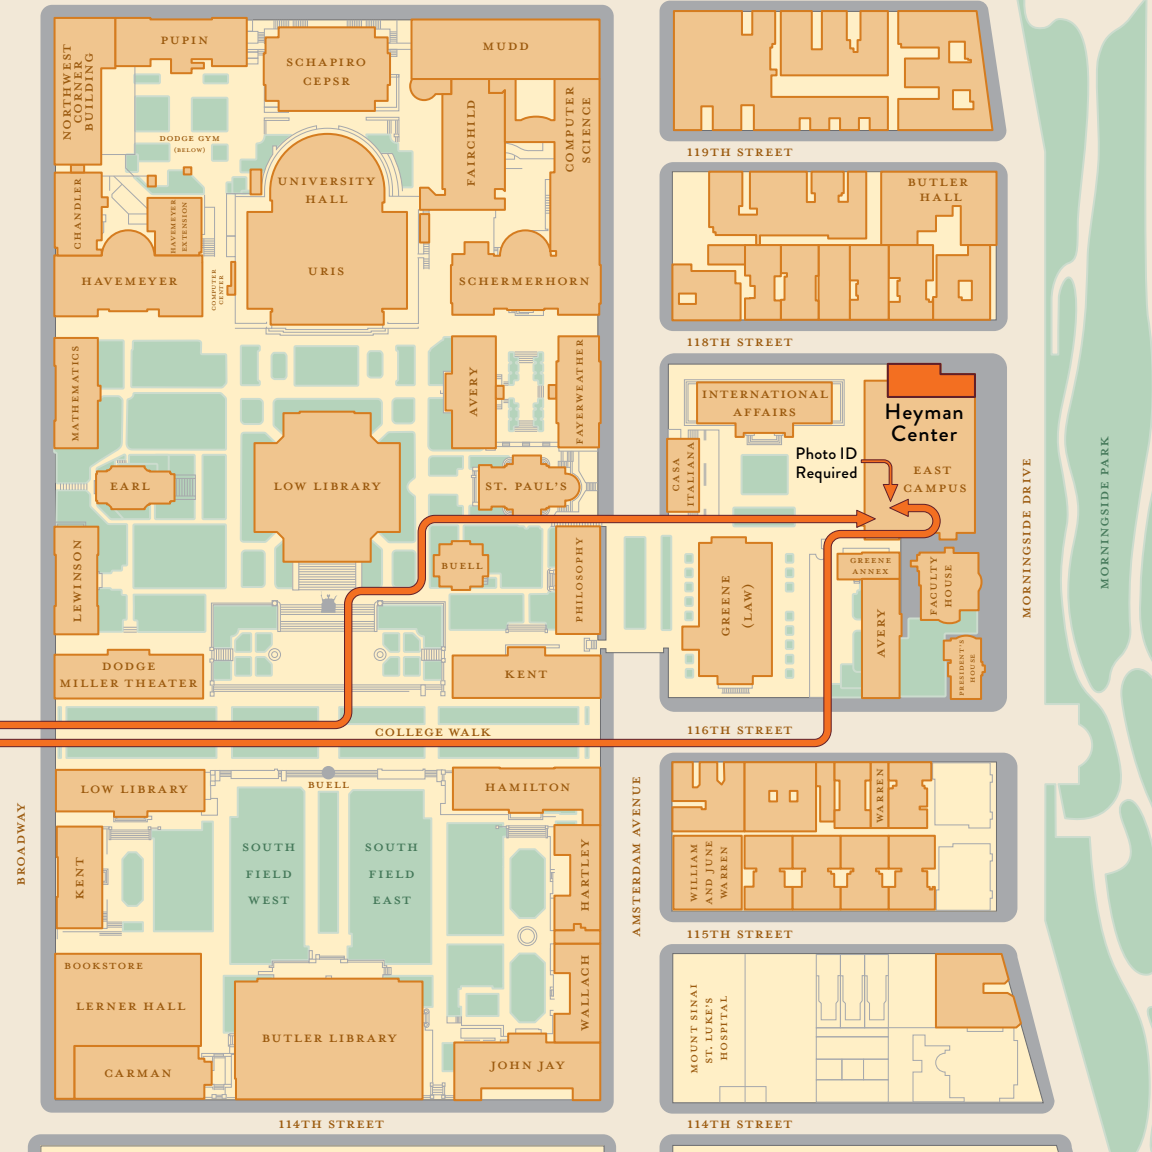 PUPIN
MUDD
SCHAPIRO
CEPSR
NORTHWEST
CORNER
BUILDING
DODGE GYM
(BELOW)
FAIRCHILD
COMPUTER
SCIENCE
UNIVERSITY
HALL
CHANDLER
HAVEMEYER
EXTENSION
HAVEMEYER
COMPUTER
CENTER
URIS
SCHERMERHORN
119TH STREET
BUTLER
HALL
118TH STREET
MATHEMATICS
AVERY
FAYERWEATHER
INTERNATIONAL
AFFAIRS
Heyman
Center
Photo ID
Required
CASA
ITALIANA
EAST
CAMPUS
EARL
LOW LIBRARY
ST. PAUL'S
MORNINGSIDE DRIVE
MORNINGSIDE PARK
LEWINSON
BUELL
PHILOSOPHY
GREENE
(LAW)
GREENE
ANNEX
FACULTY
HOUSE
AVERY
PRESIDENT'S
HOUSE
DODGE
MILLER THEATER
KENT
COLLEGE WALK
116TH STREET
LOW LIBRARY
BUELL
HAMILTON
BROADWAY
AMSTERDAM AVENUE
WARREN
KENT
SOUTH
FIELD
WEST
SOUTH
FIELD
EAST
HARTLEY
WILLIAM
AND JUNE
WARREN
115TH STREET
BOOKSTORE
LERNER HALL
WALLACH
MOUNT SINAI
ST. LUKE'S
HOSPITAL
BUTLER LIBRARY
CARMAN
JOHN JAY
114TH STREET
114TH STREET